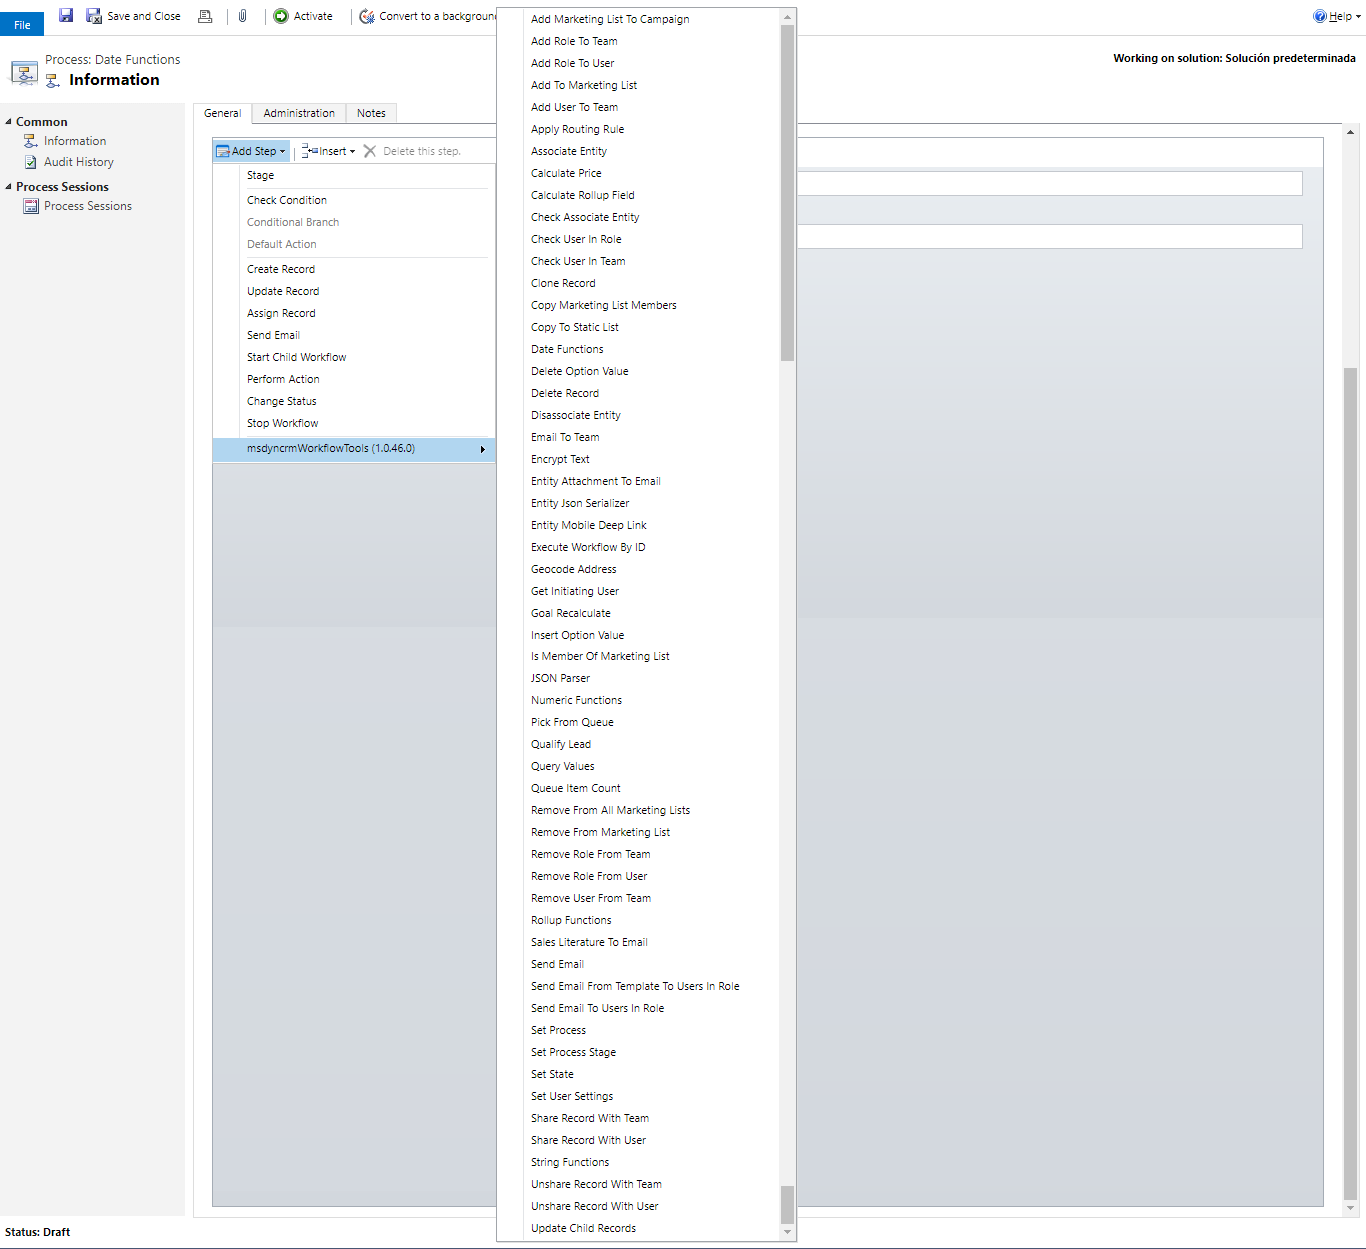 File
Save and Close
Activate
Convert to a background
Help
Process: Date Functions
Information
Working on solution: Solución predeterminada
Common
Information
Audit History
Process Sessions
Process Sessions
General
Administration
Notes
Add Step
Insert
Delete this step.
Stage
Check Condition
Conditional Branch
Default Action
Create Record
Update Record
Assign Record
Send Email
Start Child Workflow
Perform Action
Change Status
Stop Workflow
msdyncrmWorkflowTools (1.0.46.0)
Add Marketing List To Campaign
Add Role To Team
Add Role To User
Add To Marketing List
Add User To Team
Apply Routing Rule
Associate Entity
Calculate Price
Calculate Rollup Field
Check Associate Entity
Check User In Role
Check User In Team
Clone Record
Copy Marketing List Members
Copy To Static List
Date Functions
Delete Option Value
Delete Record
Disassociate Entity
Email To Team
Encrypt Text
Entity Attachment To Email
Entity Json Serializer
Entity Mobile Deep Link
Execute Workflow By ID
Geocode Address
Get Initiating User
Goal Recalculate
Insert Option Value
Is Member Of Marketing List
JSON Parser
Numeric Functions
Pick From Queue
Qualify Lead
Query Values
Queue Item Count
Remove From All Marketing Lists
Remove From Marketing List
Remove Role From Team
Remove Role From User
Remove User From Team
Rollup Functions
Sales Literature To Email
Send Email
Send Email From Template To Users In Role
Send Email To Users In Role
Set Process
Set Process Stage
Set State
Set User Settings
Share Record With Team
Share Record With User
String Functions
Unshare Record With Team
Unshare Record With User
Update Child Records
Status: Draft